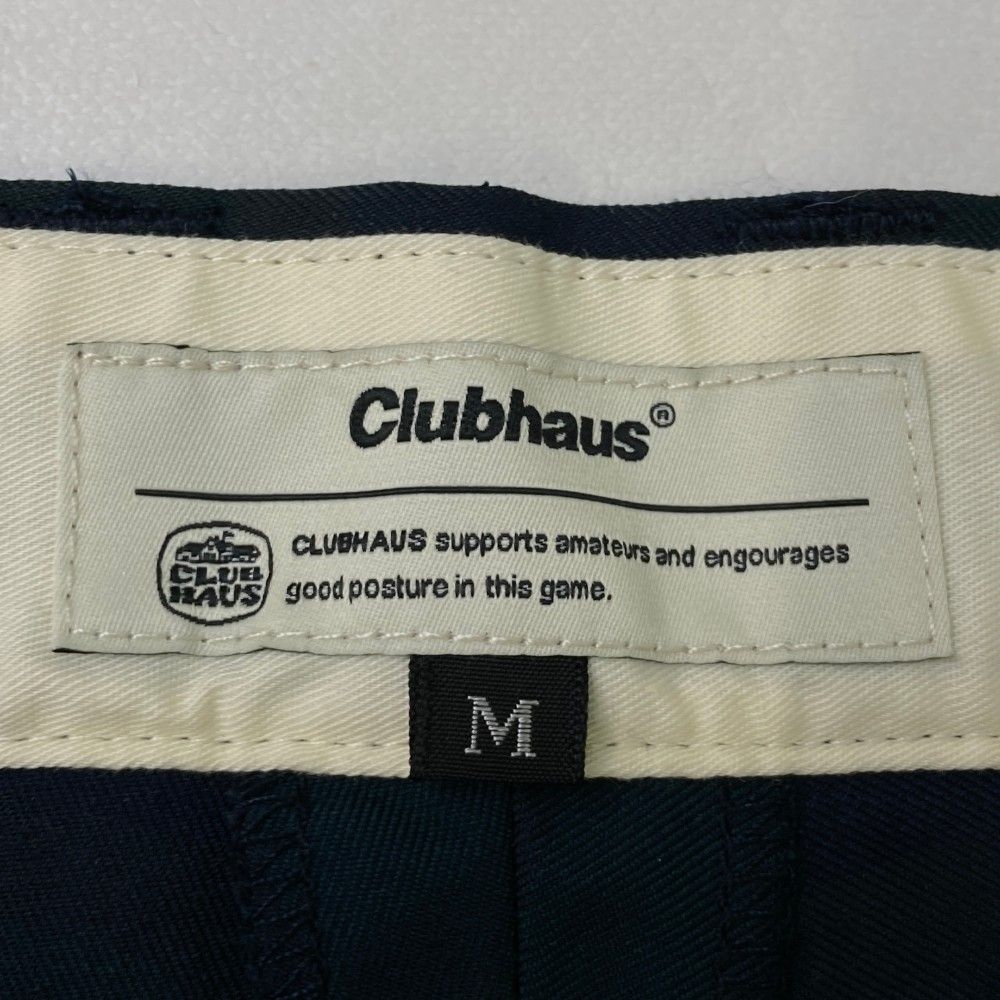 Clubhaus®
CLUBHAUS supports amateurs and engourages
good posture in this game.
CLUB
HAUS
M